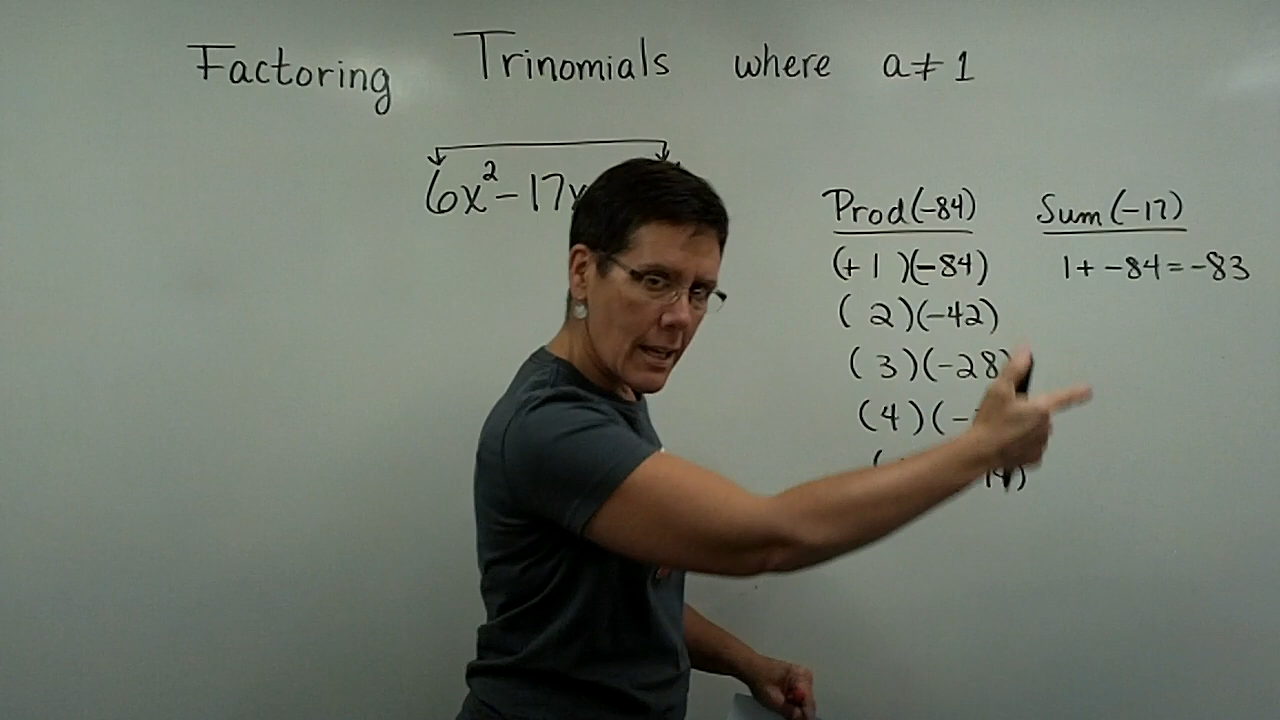 Factoring Trinomials where a≠1
6x²-17x
Prod(-84) Sum(-17)
(+1)(-84) 1+-84=-83
(2)(-42)
(3)(-28)
(4)(-
(
14)